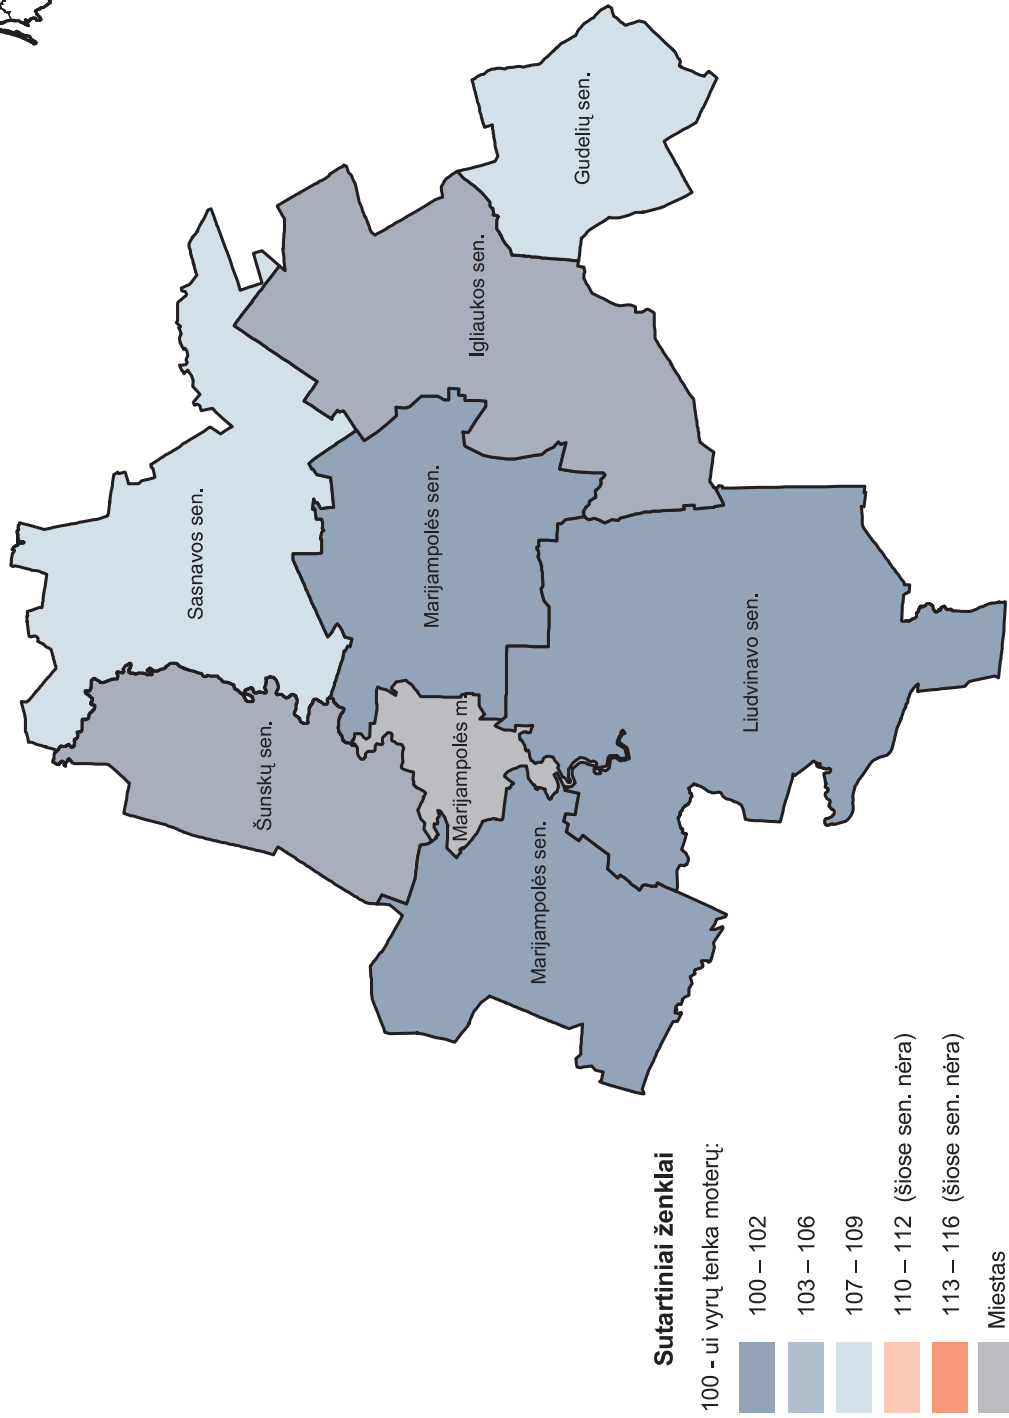 Gudelių sen.
Igliaukos sen.
Sasnavos sen.
Marijampolės sen.
Liudvinavo sen.
Šunskų sen.
Marijampolės m.
Marijampolės sen.
Sutartiniai ženklai
100 - ui vyrų tenka moterų:
100 – 102
103 – 106
107 – 109
110 – 112 (šiose sen. nėra)
113 – 116 (šiose sen. nėra)
Miestas